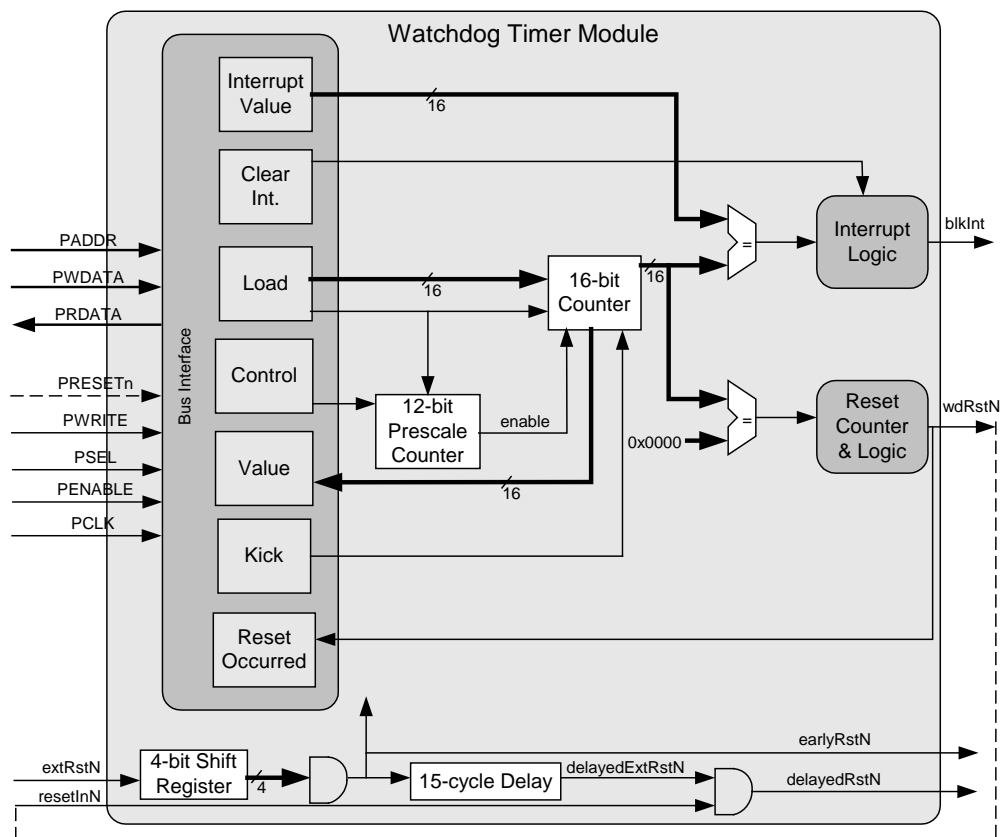 Watchdog Timer Module
Interrupt
Value
16
Clear
Int.
Interrupt
Logic
blkInt
=
PADDR
PWDATA
PRDATA
Load
16
16-bit
Counter
16
Bus Interface
PRESETn
PWRITE
PSEL
PENABLE
PCLK
Control
12-bit
Prescale
Counter
enable
0x0000
=
Reset
Counter
& Logic
wdRstN
Value
16
Kick
Reset
Occurred
extRstN
4-bit Shift
Register
4
15-cycle Delay
delayedExtRstN
earlyRstN
delayedRstN
resetInN